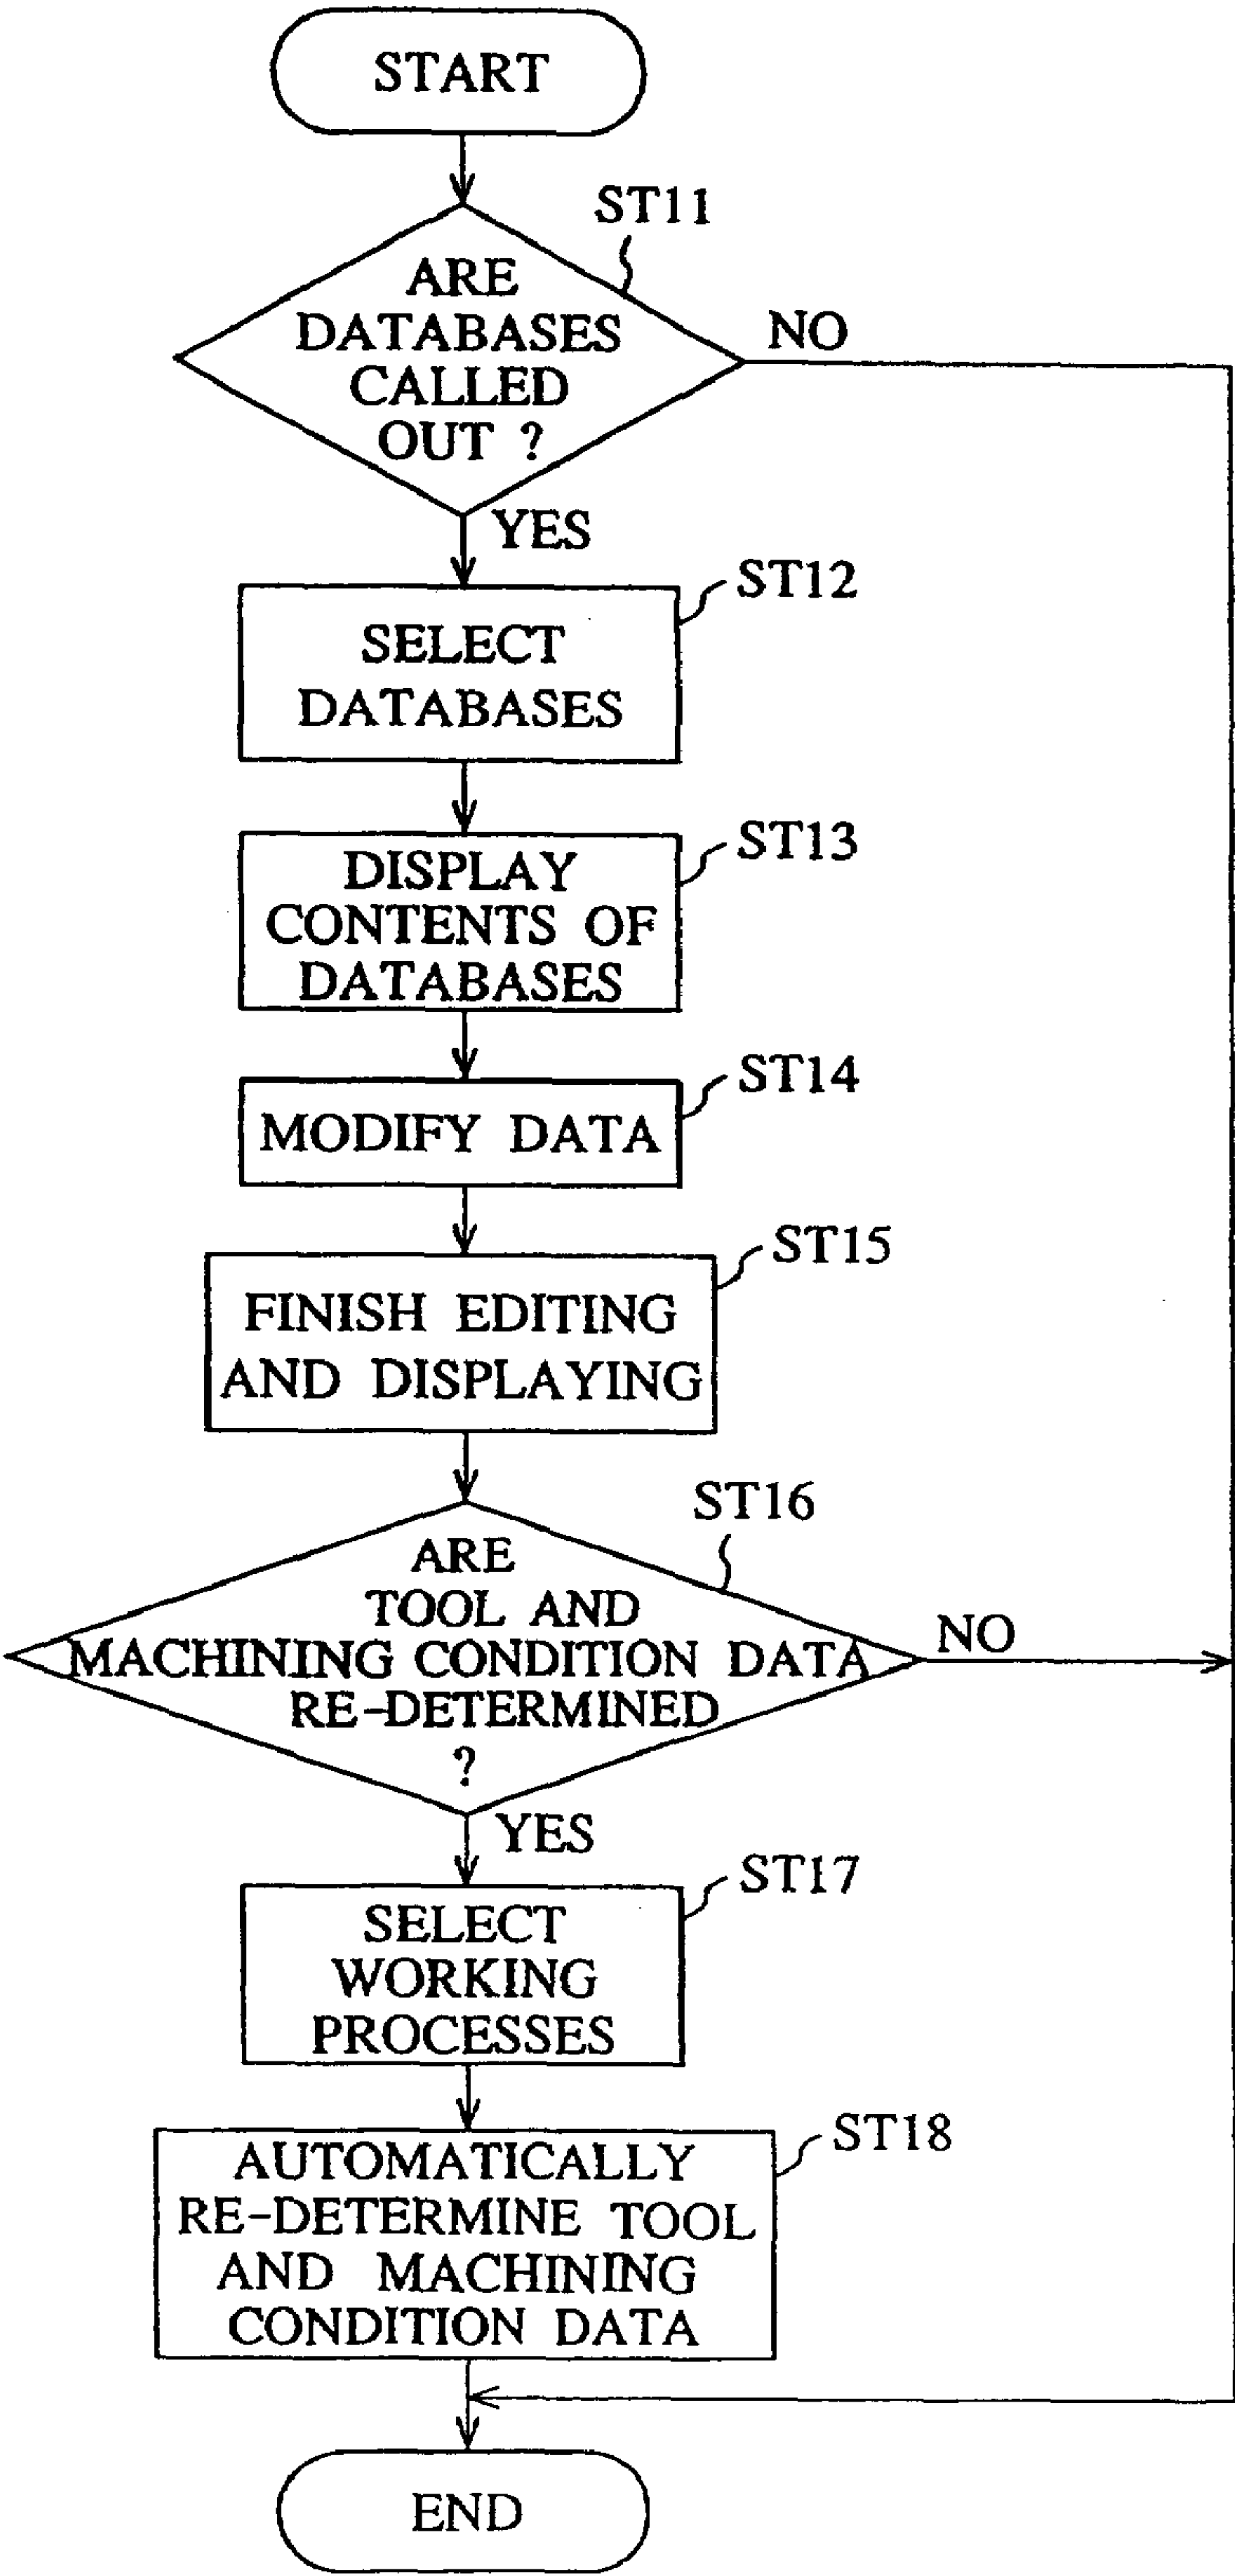 START
ST11
ARE
DATABASES
CALLED
OUT ?
NO
YES
ST12
SELECT
DATABASES
ST13
DISPLAY
CONTENTS OF
DATABASES
ST14
MODIFY DATA
ST15
FINISH EDITING
AND DISPLAYING
ST16
ARE
TOOL AND
MACHINING CONDITION DATA
RE-DETERMINED
?
NO
YES
ST17
SELECT
WORKING
PROCESSES
ST18
AUTOMATICALLY
RE-DETERMINE TOOL
AND MACHINING
CONDITION DATA
END